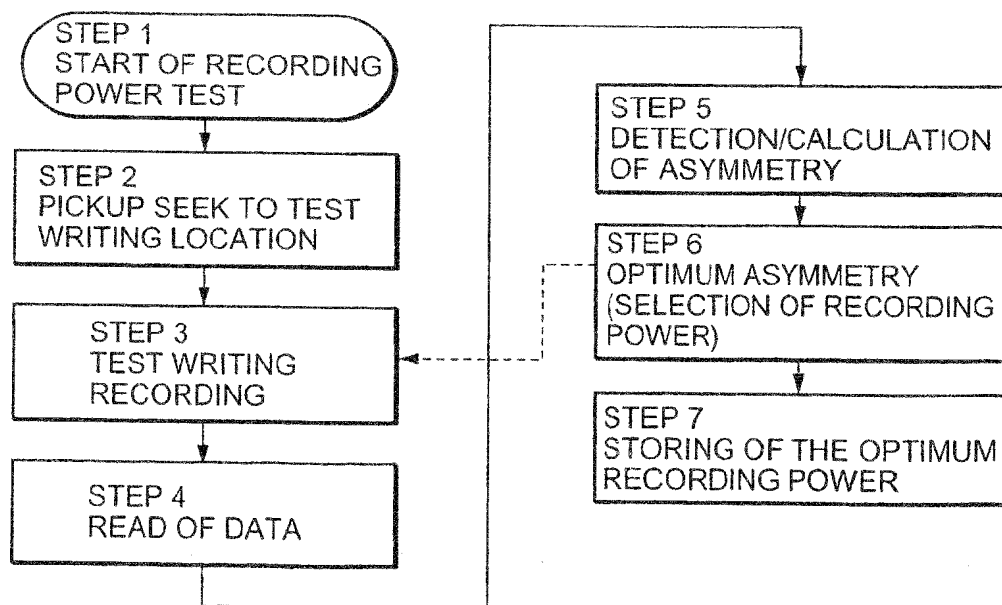 STEP 1
START OF RECORDING
POWER TEST
STEP 2
PICKUP SEEK TO TEST
WRITING LOCATION
STEP 3
TEST WRITING
RECORDING
STEP 4
READ OF DATA
STEP 5
DETECTION/CALCULATION
OF ASYMMETRY
STEP 6
OPTIMUM ASYMMETRY
(SELECTION OF RECORDING
POWER)
STEP 7
STORING OF THE OPTIMUM
RECORDING POWER